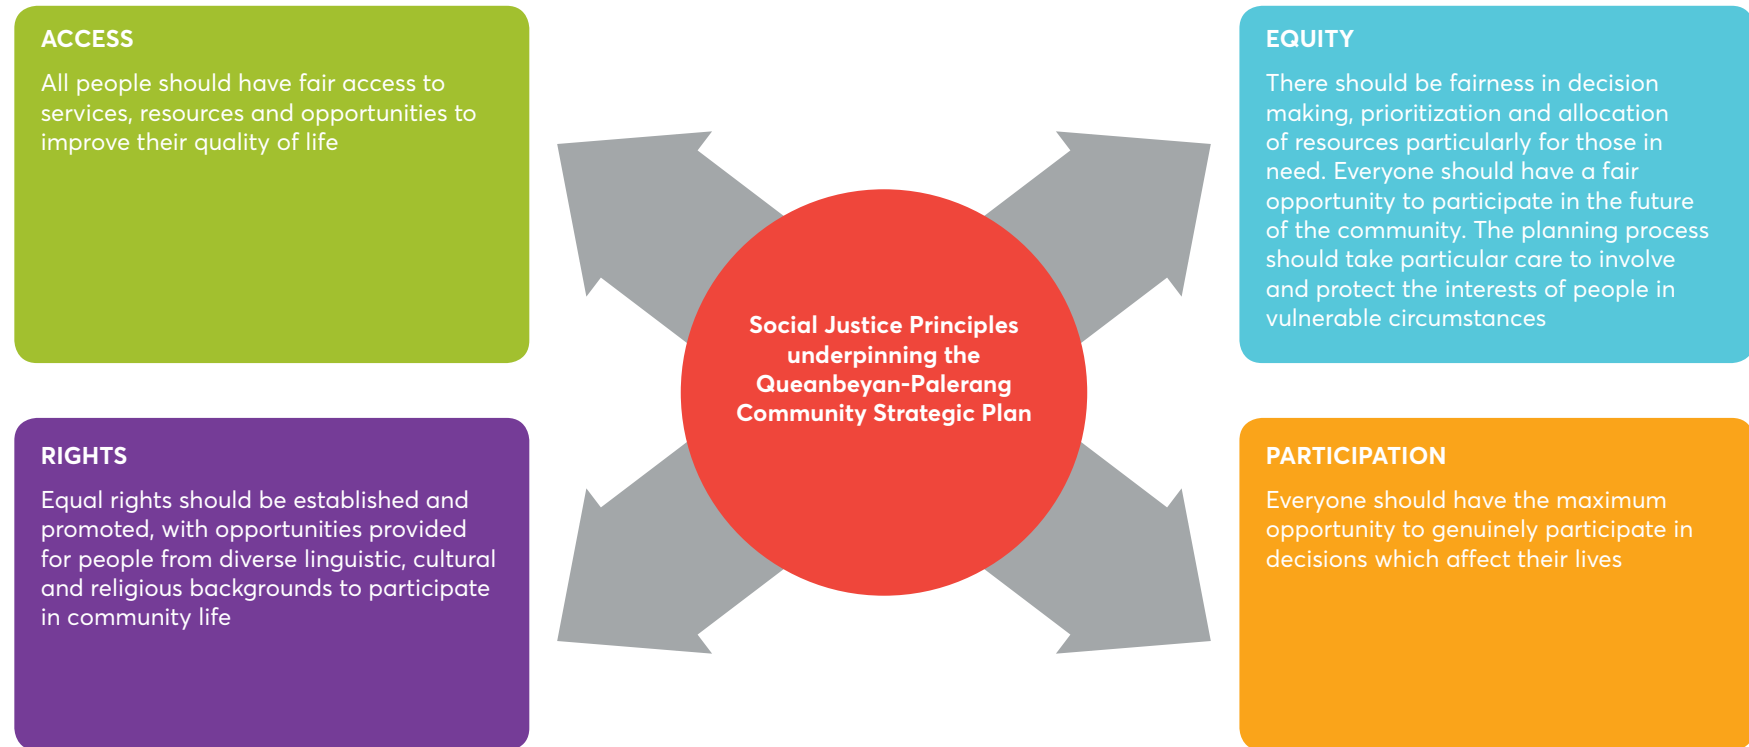 ACCESS
All people should have fair access to
services, resources and opportunities to
improve their quality of life
EQUITY
There should be fairness in decision
making, prioritization and allocation
of resources particularly for those in
need. Everyone should have a fair
opportunity to participate in the future
of the community. The planning process
should take particular care to involve
and protect the interests of people in
vulnerable circumstances
Social Justice Principles
underpinning the
Queanbeyan-Palerang
Community Strategic Plan
RIGHTS
Equal rights should be established and
promoted, with opportunities provided
for people from diverse linguistic, cultural
and religious backgrounds to participate
in community life
PARTICIPATION
Everyone should have the maximum
opportunity to genuinely participate in
decisions which affect their lives